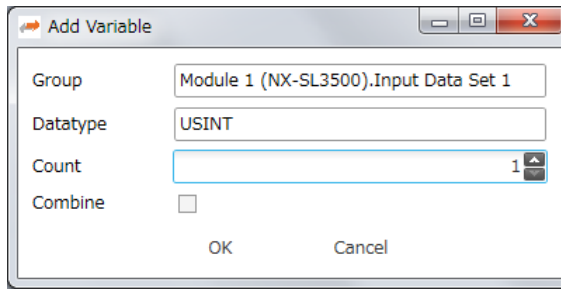 Add Variable
Group Module 1 (NX-SL3500).Input Data Set 1
Datatype USINT
Count 1
Combine
OK Cancel